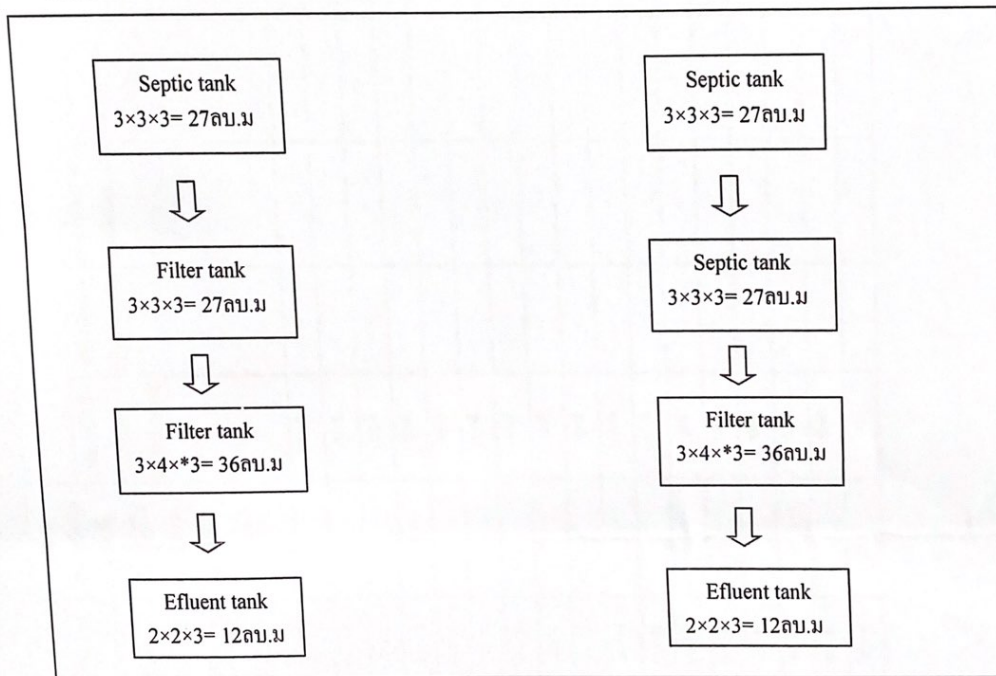 Septic tank
3×3×3= 27ลบ.ม
Filter tank
3×3×3= 27ลบ.ม
Filter tank
3×4×*3= 36ลบ.ม
Efluent tank
2×2×3= 12ลบ.ม
Septic tank
3×3×3= 27ลบ.ม
Septic tank
3×3×3= 27ลบ.ม
Filter tank
3×4×*3= 36ลบ.ม
Efluent tank
2×2×3= 12ลบ.ม